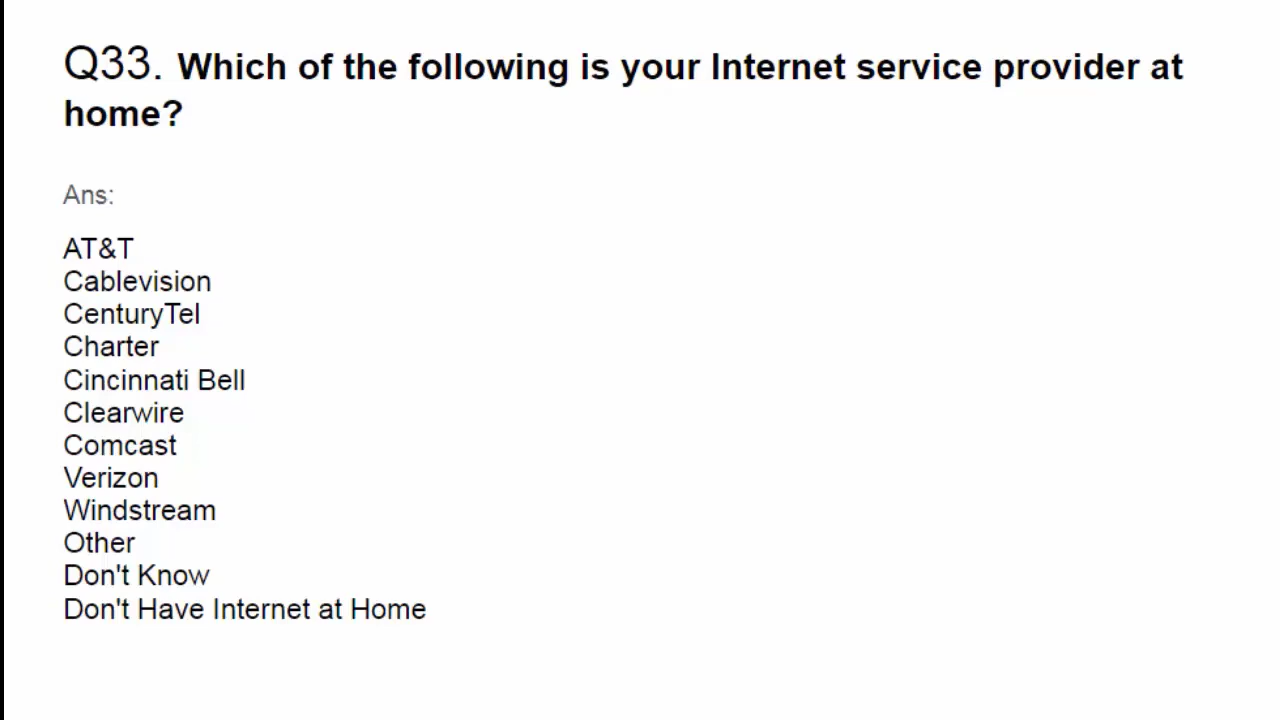 Q33. Which of the following is your Internet service provider at
home?
Ans:
AT&T
Cablevision
CenturyTel
Charter
Cincinnati Bell
Clearwire
Comcast
Verizon
Windstream
Other
Don't Know
Don't Have Internet at Home